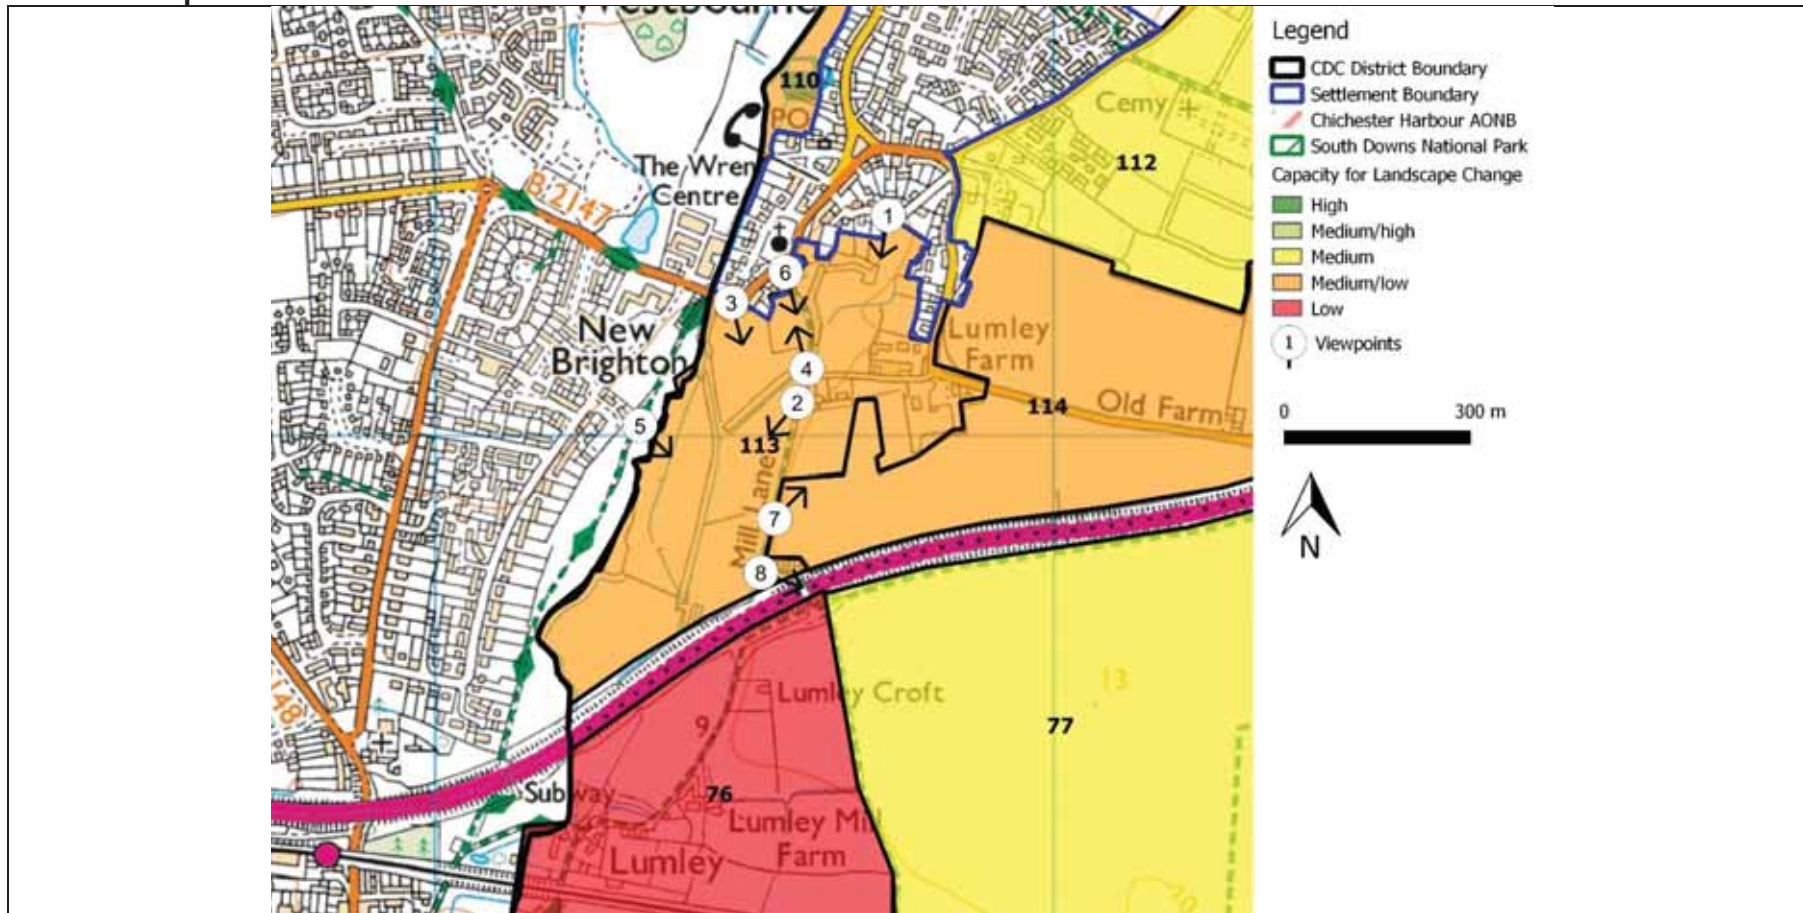 Westbourne
110
PO
The Wren
Centre
B 2147
Cemy
112
1
6
3
New
Brighton
Lumley
Farm
4
2
5
113
114
Old Farm
Mill Lane
7
8
Lumley Croft
13
9
77
Subway
76
Lumley Mill
Farm
Lumley
10
Legend
CDC District Boundary
Settlement Boundary
Chichester Harbour AONB
South Downs National Park
Capacity for Landscape Change
High
Medium/high
Medium
Medium/low
Low
1 Viewpoints
0 300 m
N